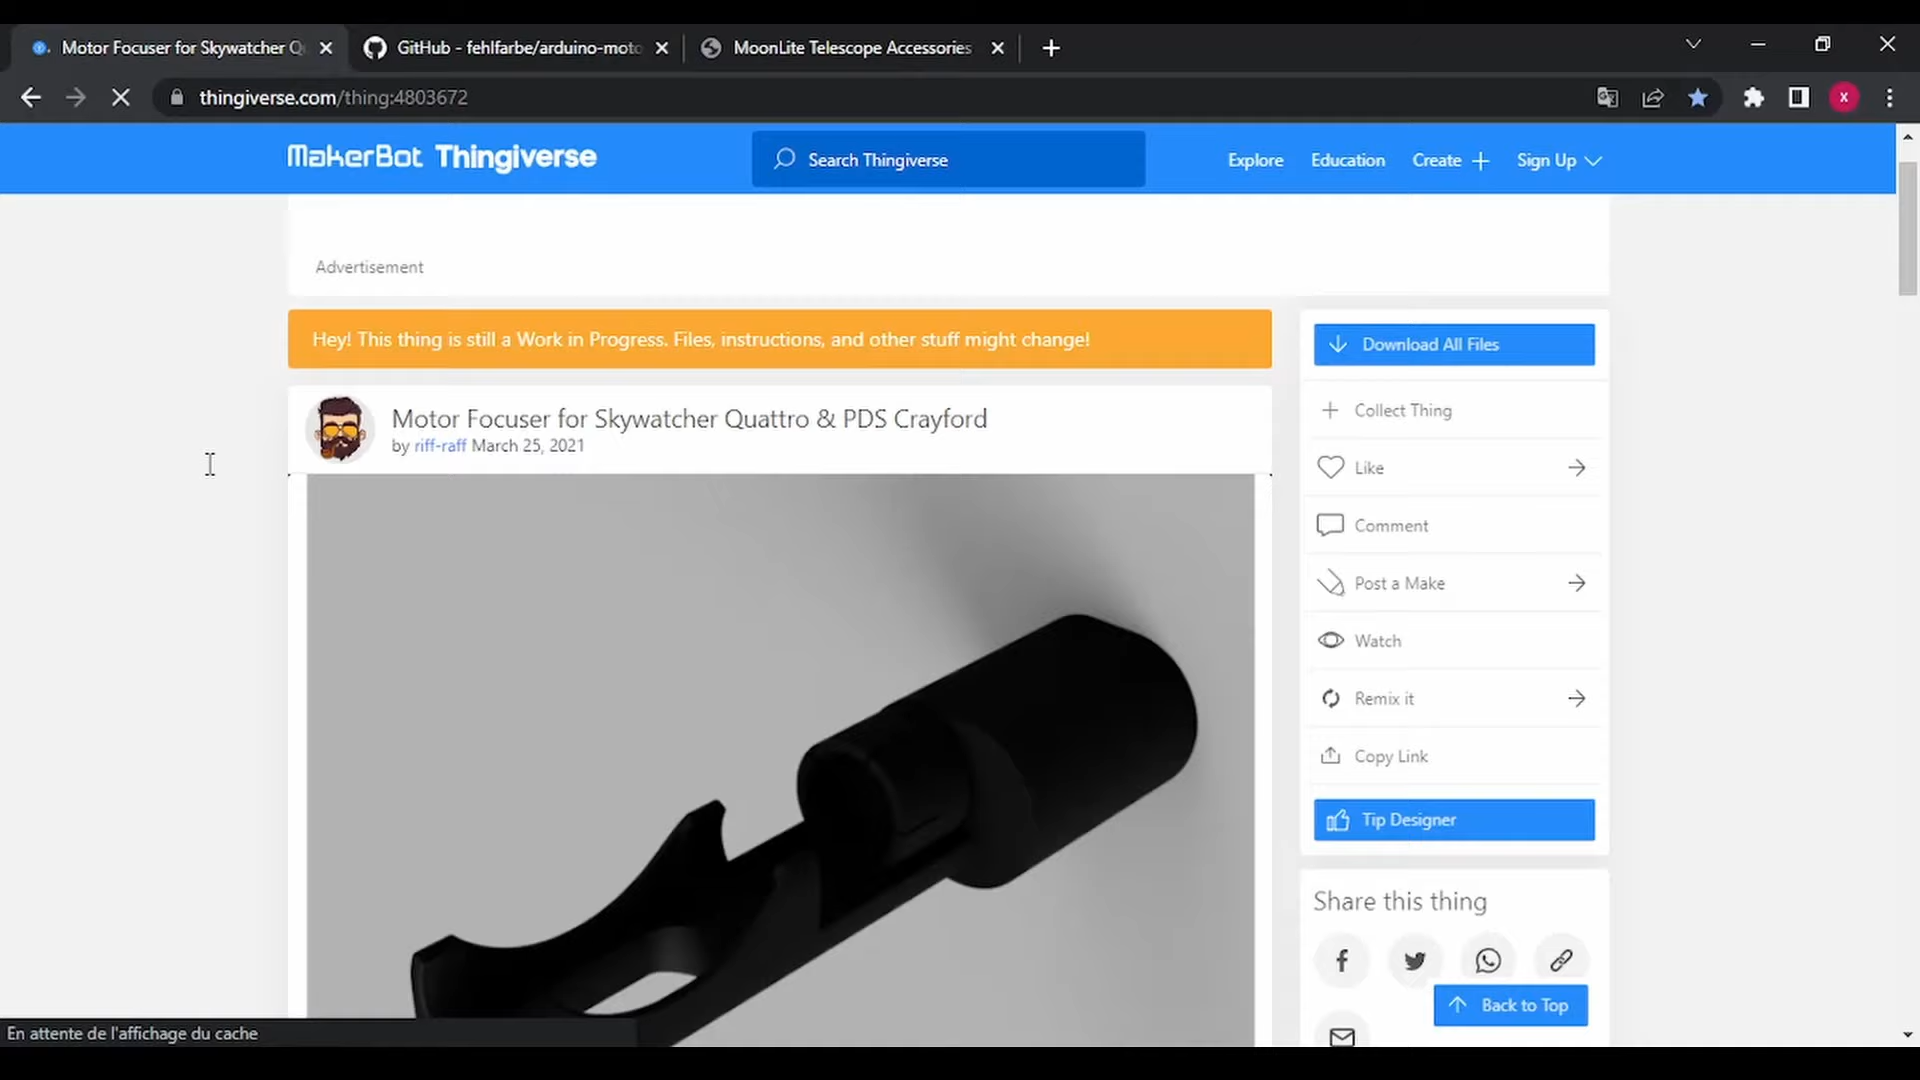 Motor Focuser for Skywatcher Q
GitHub - fehlfarbe/arduino-moto
MoonLite Telescope Accessories
thingiverse.com/thing:4803672
x
MakerBot Thingiverse
Search Thingiverse
Explore
Education
Create
Sign Up
Advertisement
Hey! This thing is still a Work in Progress. Files, instructions, and other stuff might change!
Motor Focuser for Skywatcher Quattro & PDS Crayford
by riff-raff March 25, 2021
Download All Files
Collect Thing
Like
Comment
Post a Make
Watch
Remix it
Copy Link
Tip Designer
Share this thing
Back to Top
En attente de l'affichage du cache